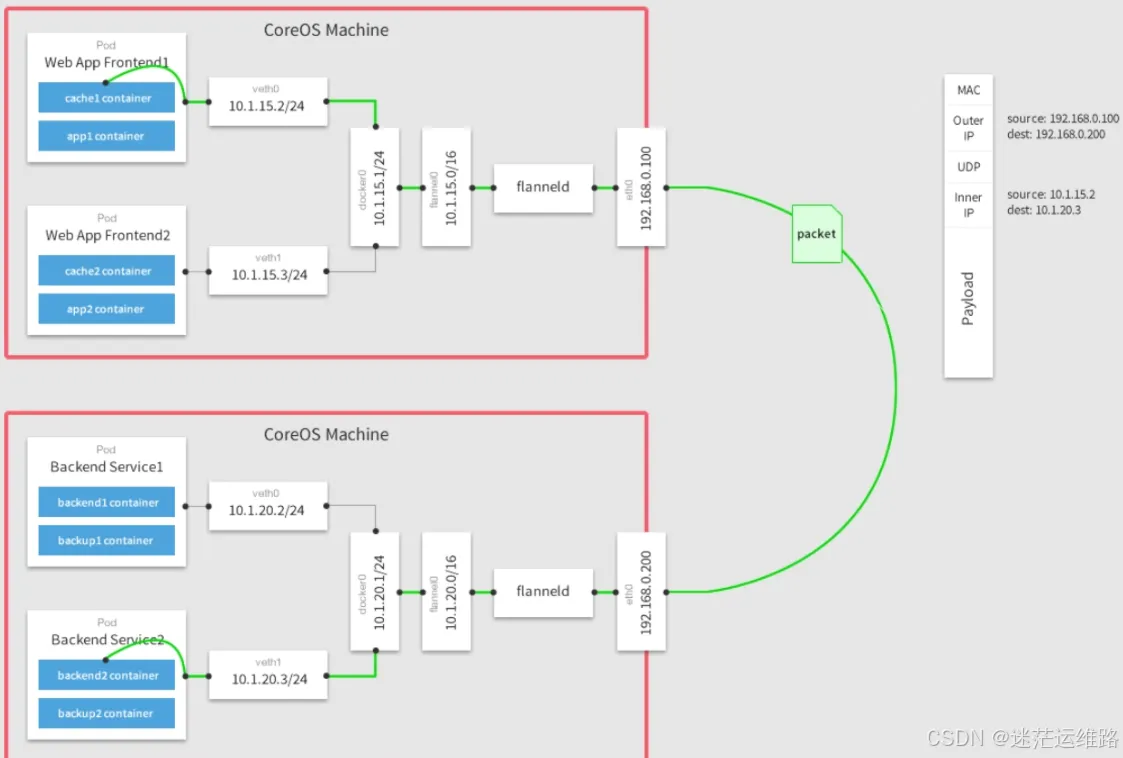 CoreOS Machine
Pod
Web App Frontend1
cache1 container
app1 container
veth0
10.1.15.2/24
Pod
Web App Frontend2
cache2 container
app2 container
veth1
10.1.15.3/24
docker0
10.1.15.1/24
flannel0
10.1.15.0/16
flanneld
eth0
192.168.0.100
packet
MAC
Outer
IP
source: 192.168.0.100
dest: 192.168.0.200
UDP
Inner
IP
source: 10.1.15.2
dest: 10.1.20.3
Payload
CoreOS Machine
Pod
Backend Service1
backend1 container
backup1 container
veth0
10.1.20.2/24
Pod
Backend Service2
backend2 container
backup2 container
veth1
10.1.20.3/24
docker0
10.1.20.1/24
flannel0
10.1.20.0/16
flanneld
eth0
192.168.0.200
CSDN @迷茫运维路